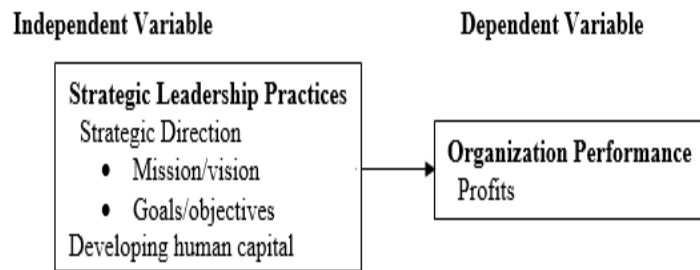 Independent Variable
Dependent Variable
Strategic Leadership Practices
Strategic Direction
• Mission/vision
• Goals/objectives
Developing human capital
Organization Performance
Profits